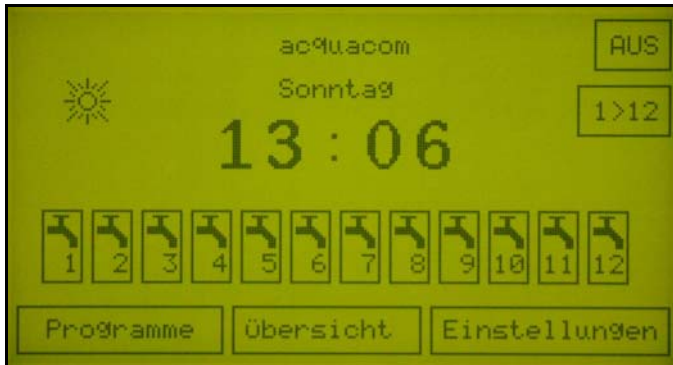 acquacom
AUS
Sonntag
1>12
13:06
1 2 3 4 5 6 7 8 9 10 11 12
Programme übersicht Einstellungen